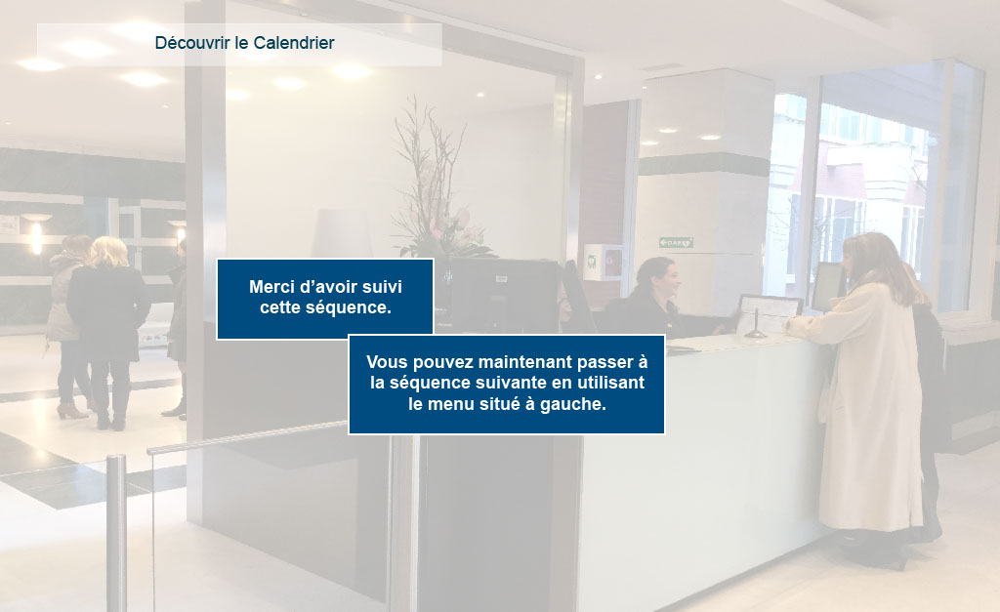 Découvrir le Calendrier
Merci d’avoir suivi
cette séquence.
Vous pouvez maintenant passer à
la séquence suivante en utilisant
le menu situé à gauche.